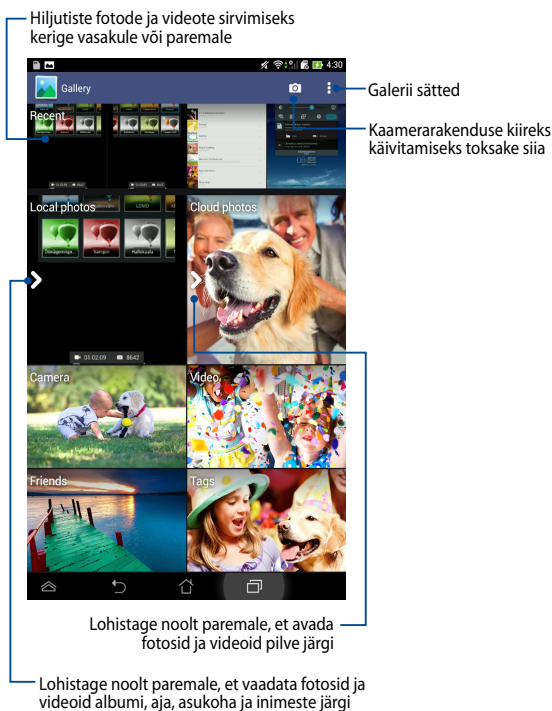 Hiljutiste fotode ja videote sirvimiseks
kerige vasakule või paremale
4:30
Gallery
Galerii sätted
Kaamerarakenduse kiireks
käivitamiseks toksake siia
Recent
Local photos
LOMO
Cloud photos
01:02:09 8642
Camera
Video
Friends
Tags
Lohistage noolt paremale, et avada
fotosid ja videoid pilve järgi
Lohistage noolt paremale, et vaadata fotosid ja
videoid albumi, aja, asukoha ja inimeste järgi